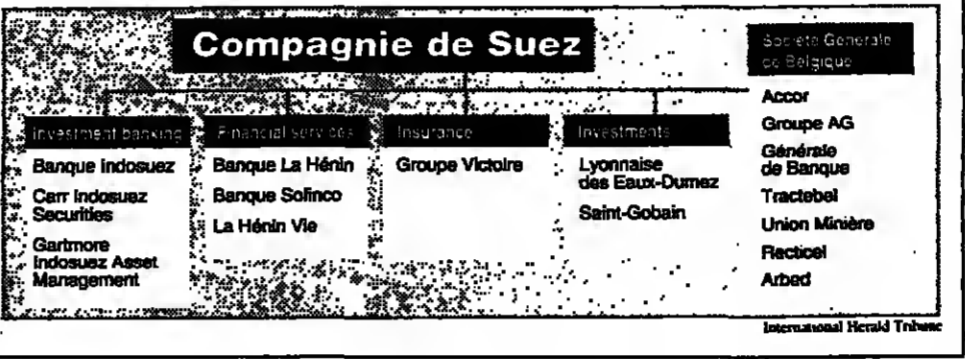 Compagnie de Suez
Investment banking
Banque Indosuez
Carr Indosuez
Securities
Gartmore
Indosuez Asset
Management
Financial services
Banque La Hénin
Banque Sofinco
La Hénin Vie
Insurance
Groupe Victoire
Investments
Lyonnaise
des Eaux-Dumez
Saint-Gobain
Société Générale
de Belgique
Accor
Groupe AG
Générale
de Banque
Tractebel
Union Minière
Recticel
Arbed
International Herald Tribune